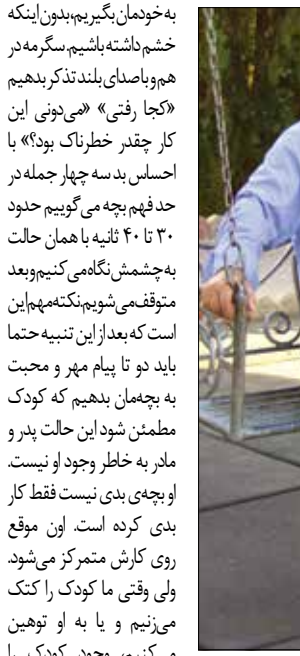 به‌خودمان بگیریم،بدون اینکه
خشم داشته باشیم.سگرمه در
هم و با صدای بلند تذکر بدهیم
«کجا رفتی» «می‌دونی این
کار چقدر خطرناک بود؟» با
احساس بد سه چهار جمله در
حد فهم بچه می گوییم حدود
۳۰ تا ۴۰ ثانیه با همان حالت
به چشمش نگاه می کنیم و بعد
متوقف می شویم.نکته مهم این
است که بعد از این تنبیه حتما
باید دو تا پیام مهر و محبت
به بچه‌مان بدهیم که کودک
مطمئن شود این حالت پدر و
مادر به خاطر وجود او نیست.
او بچه‌ی بدی نیست فقط کار
بدی کرده است. اون موقع
روی کارش متمرکز می‌شود.
ولی وقتی ما کودک را کتک
می‌زنیم و یا به او توهین
می‌کنیم، وجود کودک را